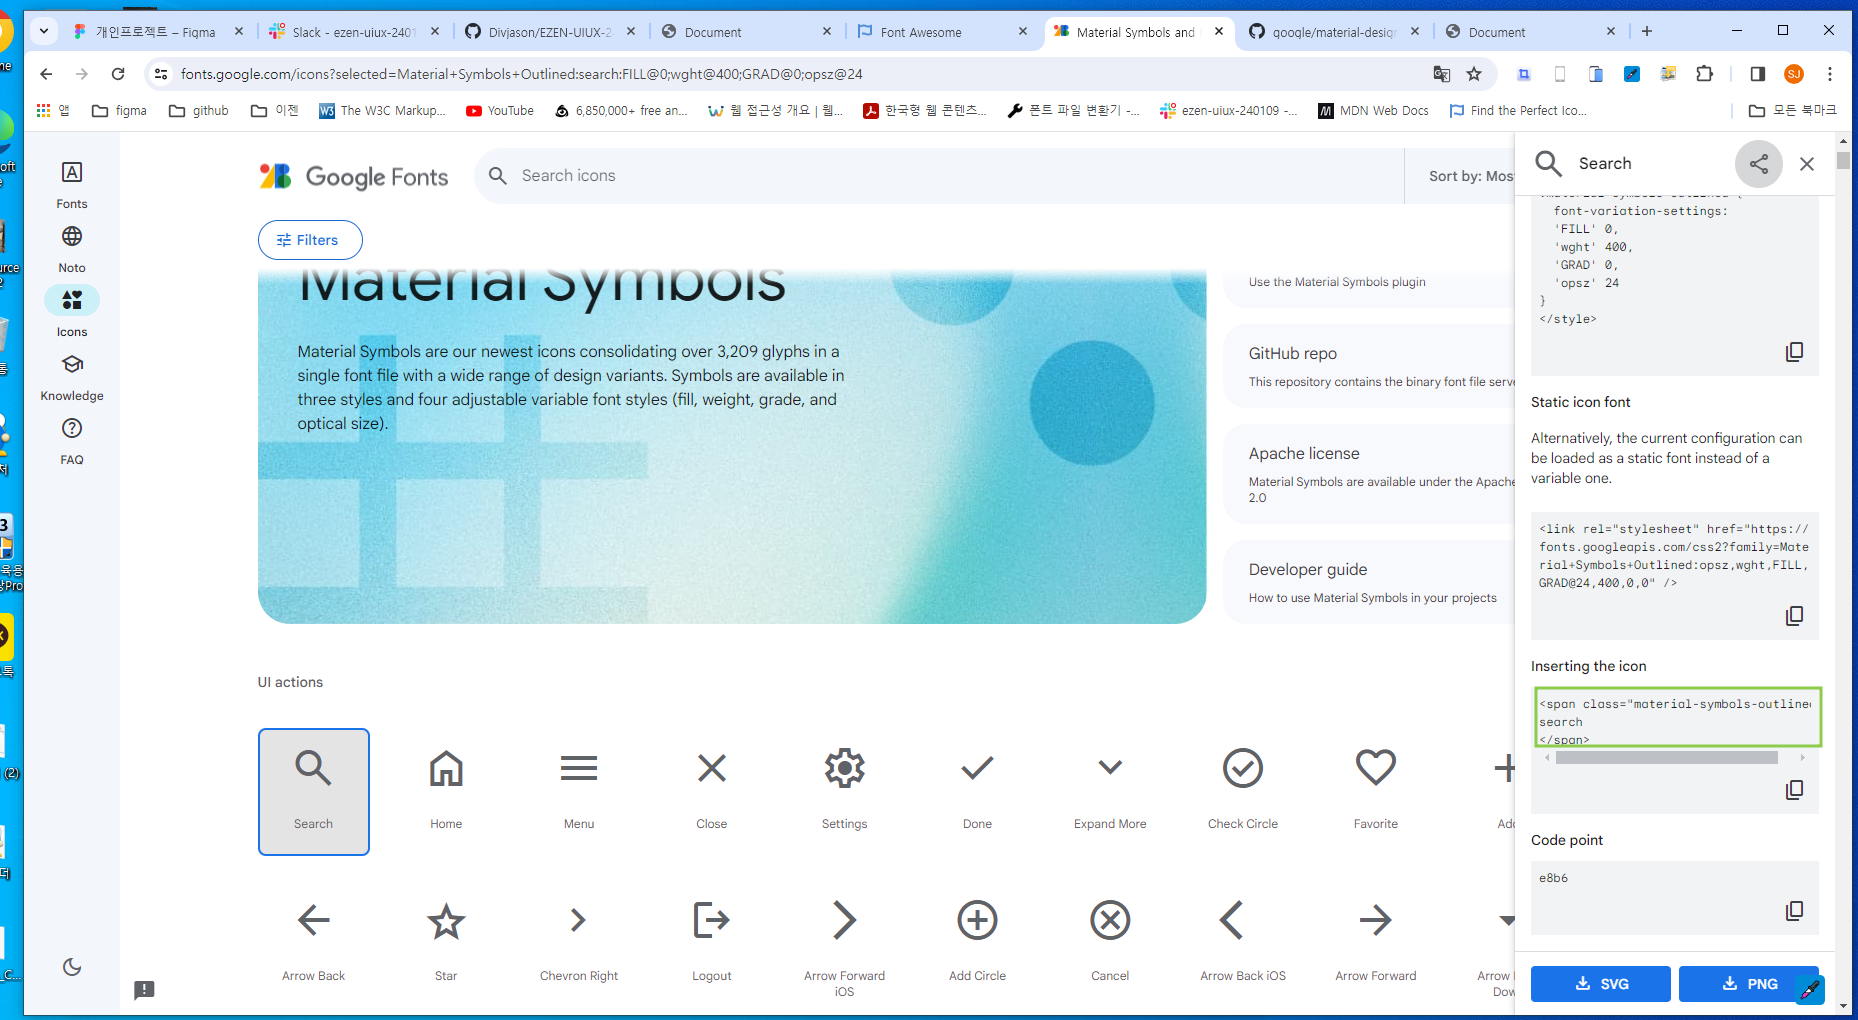 개인프로젝트 – Figma
Slack - ezen-uiux-2401
Divjason/EZEN-UIUX-2
Document
Font Awesome
Material Symbols and
google/material-design
Document
fonts.google.com/icons?selected=Material+Symbols+Outlined:search:FILL@0;wght@400;GRAD@0;opsz@24
SJ
앱
figma
github
이젠
The W3C Markup...
YouTube
6,850,000+ free an...
웹 접근성 개요 | 웹...
한국형 웹 콘텐츠...
폰트 파일 변환기 -...
ezen-uiux-240109 -...
MDN Web Docs
Find the Perfect Ico...
모든 북마크
Fonts
Noto
Icons
Knowledge
FAQ
Google Fonts
Search icons
Sort by: Mos
Filters
Material Symbols
Material Symbols are our newest icons consolidating over 3,209 glyphs in a
single font file with a wide range of design variants. Symbols are available in
three styles and four adjustable variable font styles (fill, weight, grade, and
optical size).
Use the Material Symbols plugin
GitHub repo
This repository contains the binary font file serve
Apache license
Material Symbols are available under the Apache
2.0
Developer guide
How to use Material Symbols in your projects
UI actions
Search
Home
Menu
Close
Settings
Done
Expand More
Check Circle
Favorite
Add
Arrow Back
Star
Chevron Right
Logout
Arrow Forward
iOS
Add Circle
Cancel
Arrow Back iOS
Arrow Forward
Arrow
Dow
Search
font-variation-settings:
'FILL' 0,
'wght' 400,
'GRAD' 0,
'opsz' 24
}
</style>
Static icon font
Alternatively, the current configuration can
be loaded as a static font instead of a
variable one.
<link rel="stylesheet" href="https://
fonts.googleapis.com/css2?family=Mate
rial+Symbols+Outlined:opsz,wght,FILL,
GRAD@24,400,0,0" />
Inserting the icon
<span class="material-symbols-outline
search
</span>
Code point
e8b6
SVG
PNG